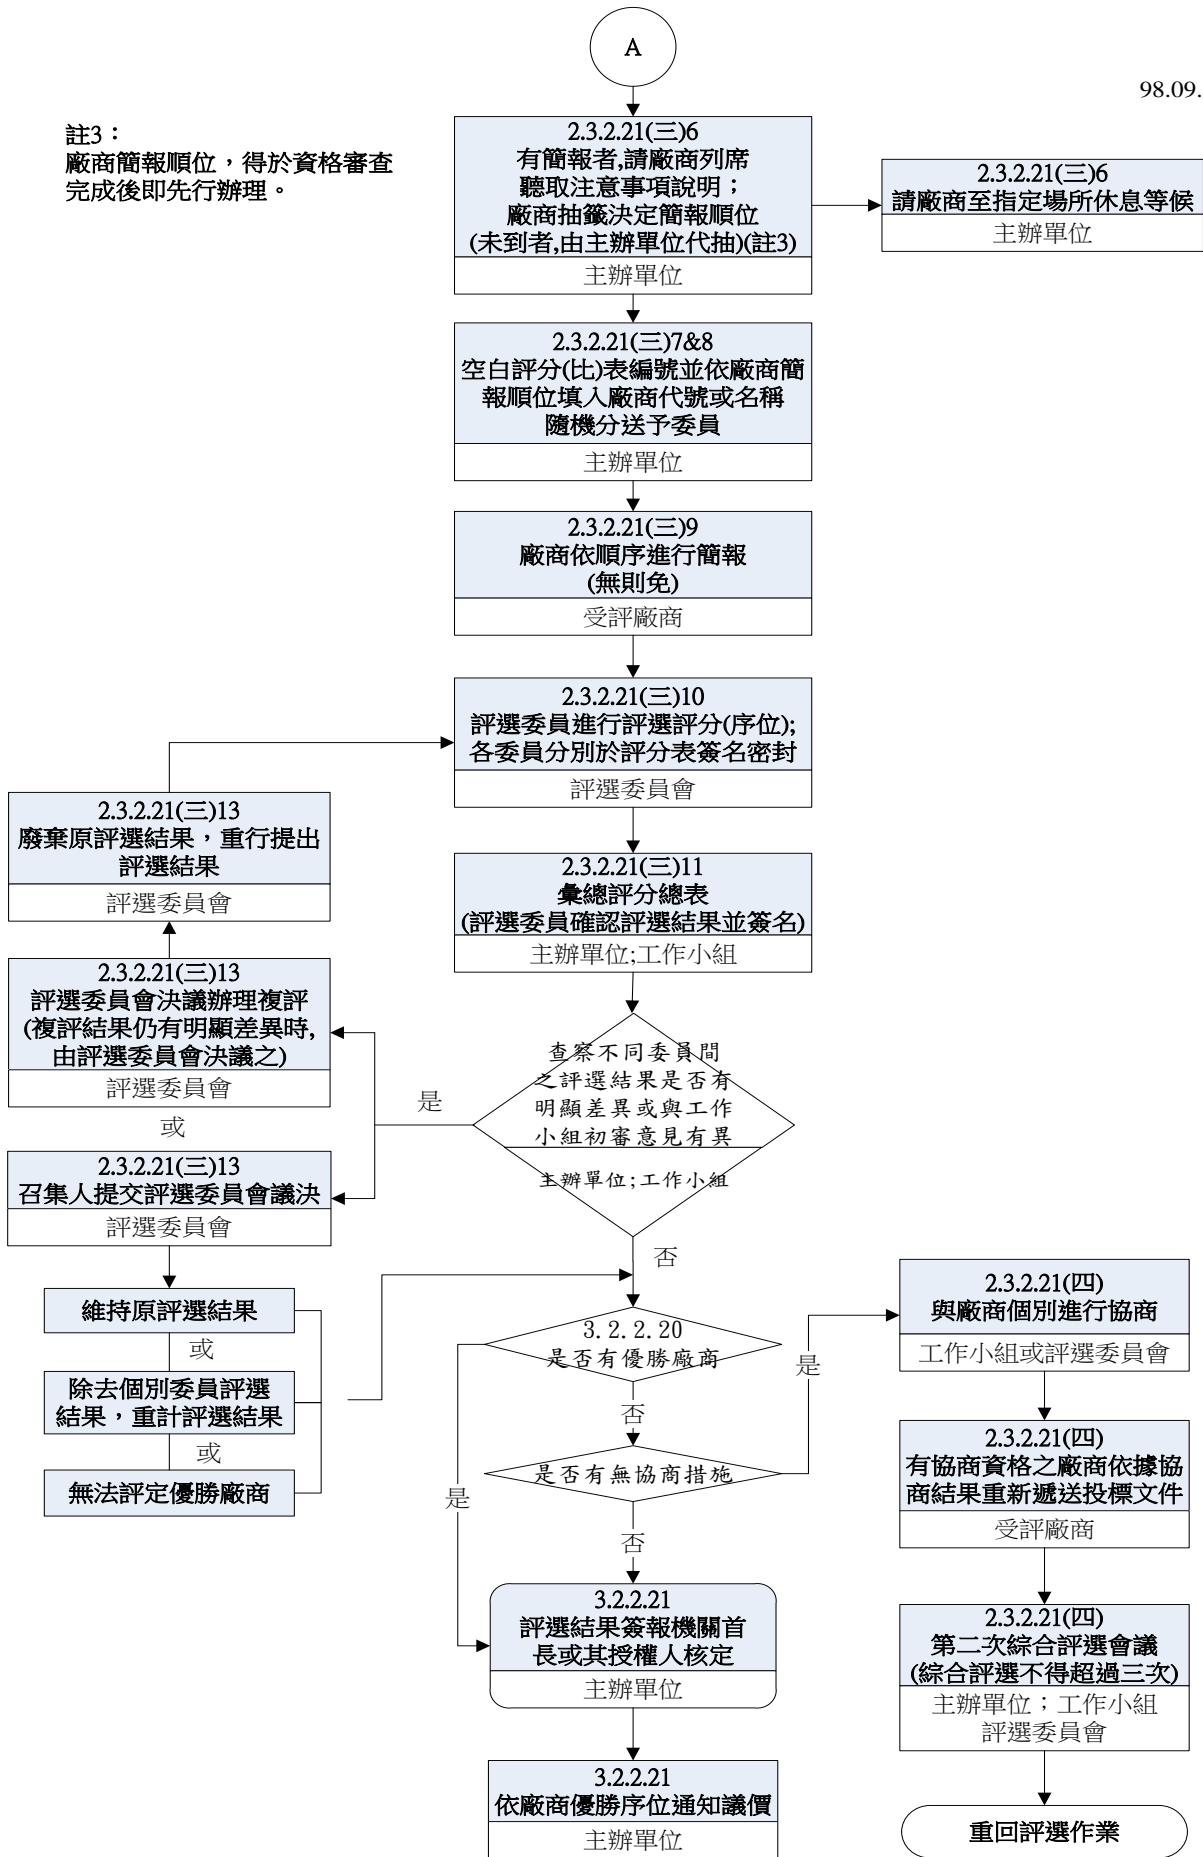 A
98.09.
註3：
廠商簡報順位，得於資格審查
完成後即先行辦理。
2.3.2.21(三)6
有簡報者,請廠商列席
聽取注意事項說明；
廠商抽籤決定簡報順位
(未到者,由主辦單位代抽)(註3)
主辦單位
2.3.2.21(三)6
請廠商至指定場所休息等候
主辦單位
2.3.2.21(三)7&8
空白評分(比)表編號並依廠商簡
報順位填入廠商代號或名稱
隨機分送予委員
主辦單位
2.3.2.21(三)9
廠商依順序進行簡報
(無則免)
受評廠商
2.3.2.21(三)10
評選委員進行評選評分(序位);
各委員分別於評分表簽名密封
評選委員會
2.3.2.21(三)13
廢棄原評選結果，重行提出
評選結果
評選委員會
2.3.2.21(三)11
彙總評分總表
(評選委員確認評選結果並簽名)
主辦單位;工作小組
2.3.2.21(三)13
評選委員會決議辦理複評
(複評結果仍有明顯差異時,
由評選委員會決議之)
評選委員會
或
是
查察不同委員間
之評選結果是否有
明顯差異或與工作
小組初審意見有異
主辦單位;工作小組
2.3.2.21(三)13
召集人提交評選委員會議決
評選委員會
否
維持原評選結果
或
除去個別委員評選
結果，重計評選結果
或
無法評定優勝廠商
3.2.2.20
是否有優勝廠商
是
否
是否有無協商措施
是
否
2.3.2.21(四)
與廠商個別進行協商
工作小組或評選委員會
2.3.2.21(四)
有協商資格之廠商依據協
商結果重新遞送投標文件
受評廠商
3.2.2.21
評選結果簽報機關首
長或其授權人核定
主辦單位
2.3.2.21(四)
第二次綜合評選會議
(綜合評選不得超過三次)
主辦單位；工作小組
評選委員會
3.2.2.21
依廠商優勝序位通知議價
主辦單位
重回評選作業